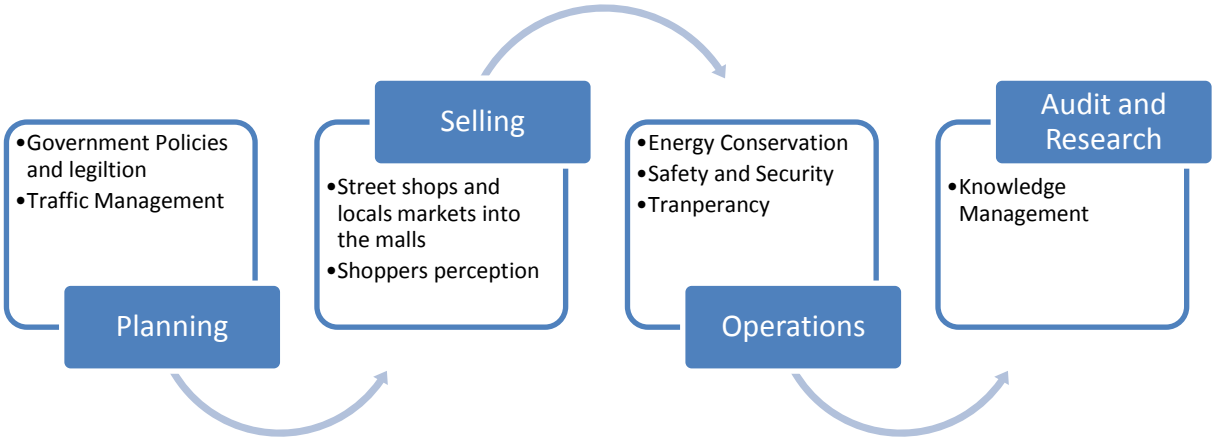 •Government Policies
and legiltion
•Traffic Management
Planning
Selling
•Street shops and
locals markets into
the malls
•Shoppers perception
•Energy Conservation
•Safety and Security
•Tranperancy
Operations
Audit and
Research
•Knowledge
Management